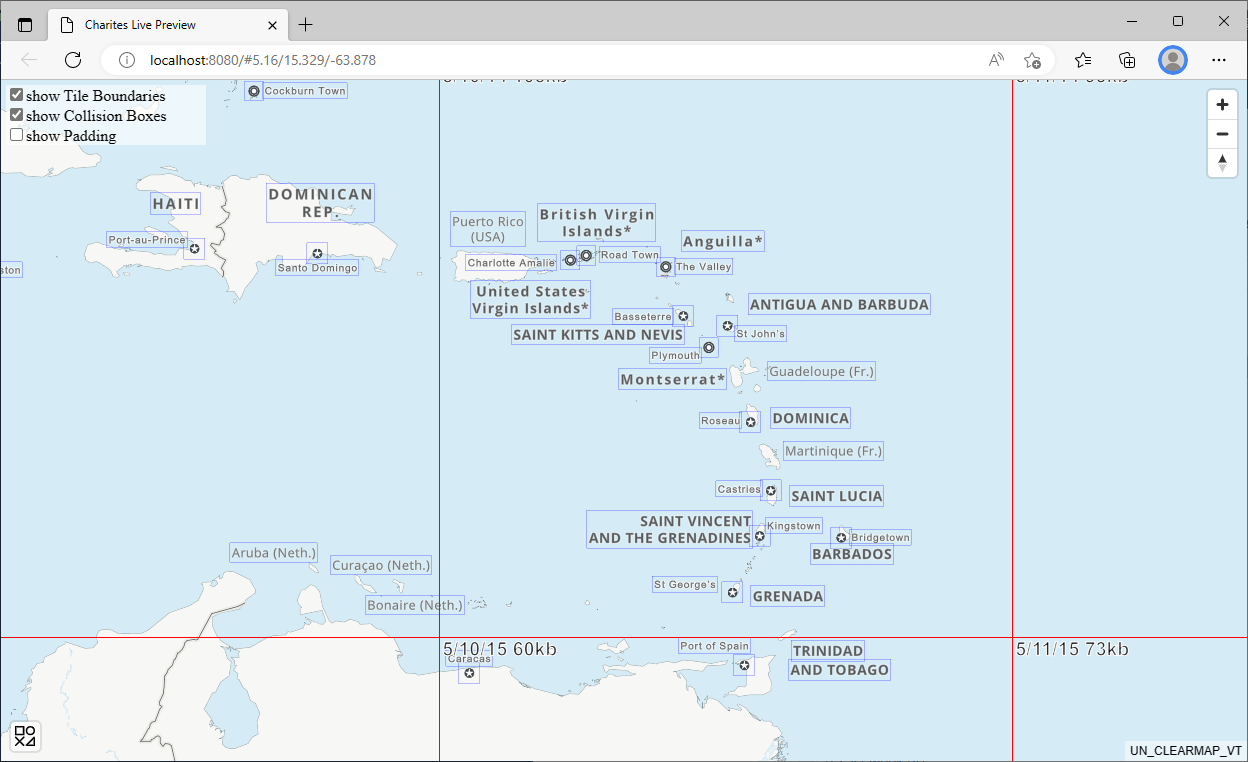 Charites Live Preview
localhost:8080/#5.16/15.329/-63.878
show Tile Boundaries
show Collision Boxes
show Padding
Cockburn Town
HAITI
DOMINICAN
REP.
Port-au-Prince
Santo Domingo
Puerto Rico
(USA)
British Virgin
Islands*
Anguilla*
Charlotte Amalie
Road Town
The Valley
United States
Virgin Islands*
Basseterre
ANTIGUA AND BARBUDA
SAINT KITTS AND NEVIS
St John's
Plymouth
Montserrat*
Guadeloupe (Fr.)
Roseau
DOMINICA
Martinique (Fr.)
Castries
SAINT LUCIA
SAINT VINCENT
AND THE GRENADINES
Kingstown
Bridgetown
BARBADOS
Aruba (Neth.)
Curaçao (Neth.)
Bonaire (Neth.)
St George's
GRENADA
5/10/15 60kb
Caracas
Port of Spain
TRINIDAD
AND TOBAGO
5/11/15 73kb
UN_CLEARMAP_VT